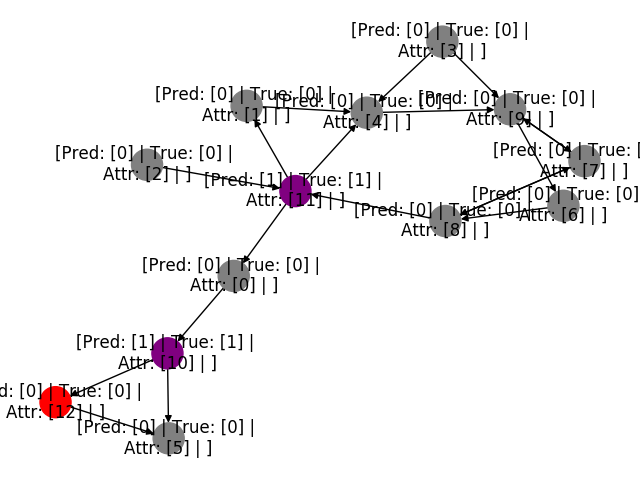 [Pred: [0] | True: [0] |
Attr: [3] | ]
[Pred: [0] | True: [0] |
Attr: [1] | ]
[Pred: [0] | True: [0] |
Attr: [4] | ]
[Pred: [0] | True: [0] |
Attr: [9] | ]
[Pred: [0] | True: [0] |
Attr: [2] | ]
[Pred: [0] | True: [
Attr: [7] | ]
[Pred: [1] | True: [1] |
Attr: [11] | ]
[Pred: [0] | True: [0]
Attr: [6] | ]
[Pred: [0] | True: [0] |
Attr: [8] | ]
[Pred: [0] | True: [0] |
Attr: [0] | ]
[Pred: [1] | True: [1] |
Attr: [10] | ]
d: [0] | True: [0] |
Attr: [12] | ]
[Pred: [0] | True: [0] |
Attr: [5] | ]